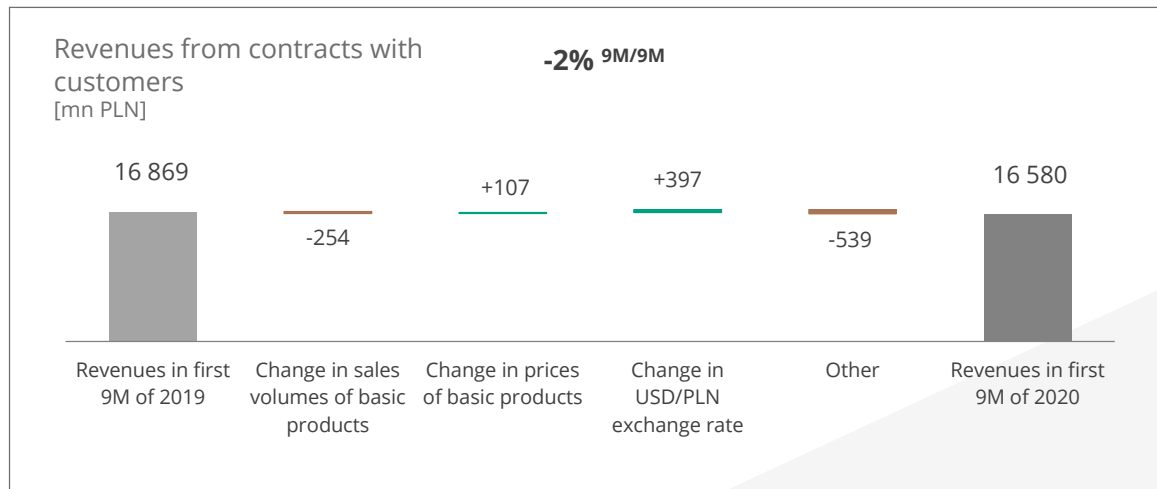 Revenues from contracts with
customers
[mn PLN]
-2% 9M/9M
16 869
-254
+107
+397
-539
16 580
Revenues in first
9M of 2019
Change in sales
volumes of basic
products
Change in prices
of basic products
Change in
USD/PLN
exchange rate
Other
Revenues in first
9M of 2020